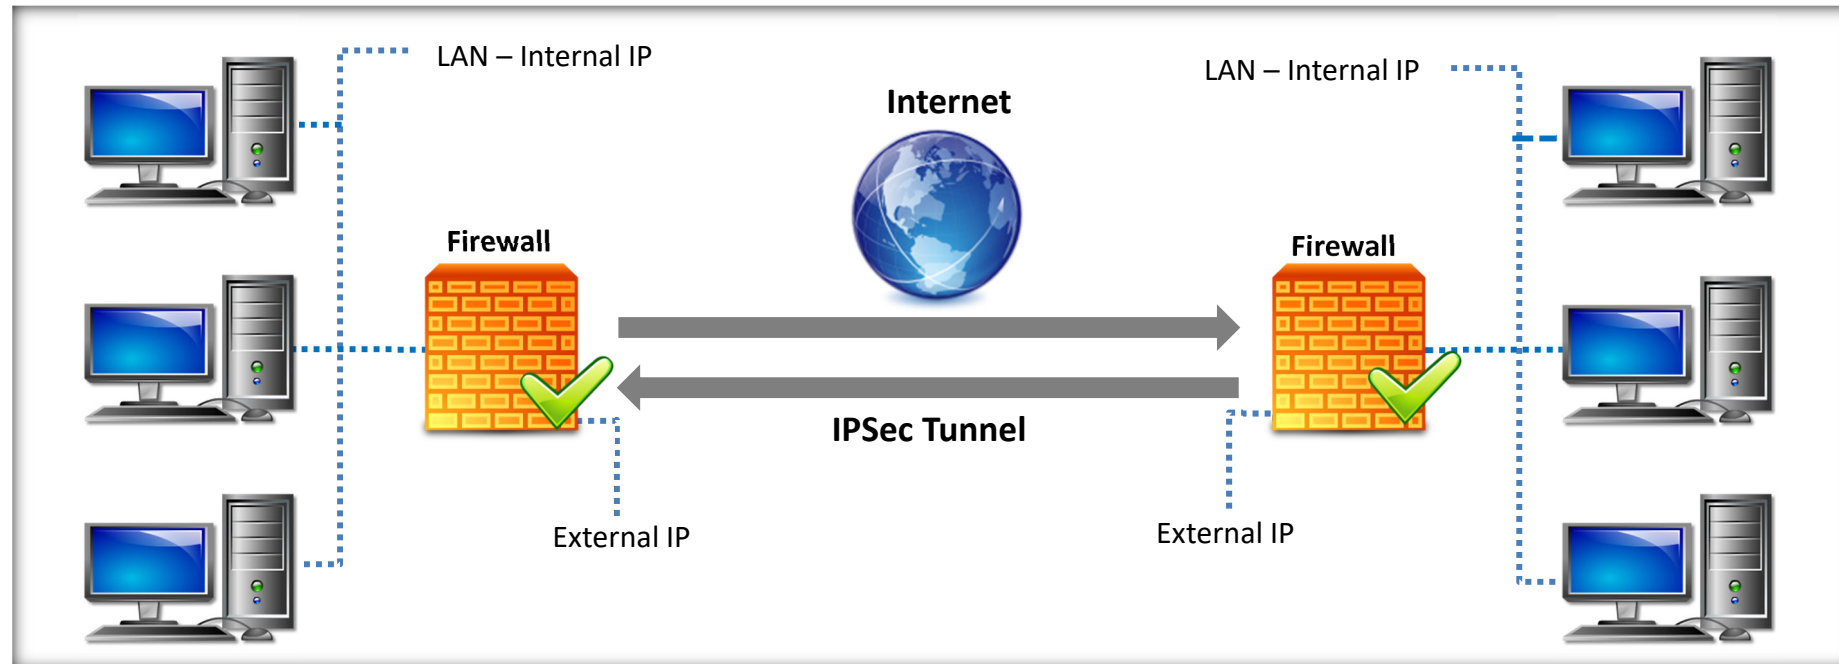 LAN – Internal IP
LAN – Internal IP
Internet
Firewall
Firewall
IPSec Tunnel
External IP
External IP